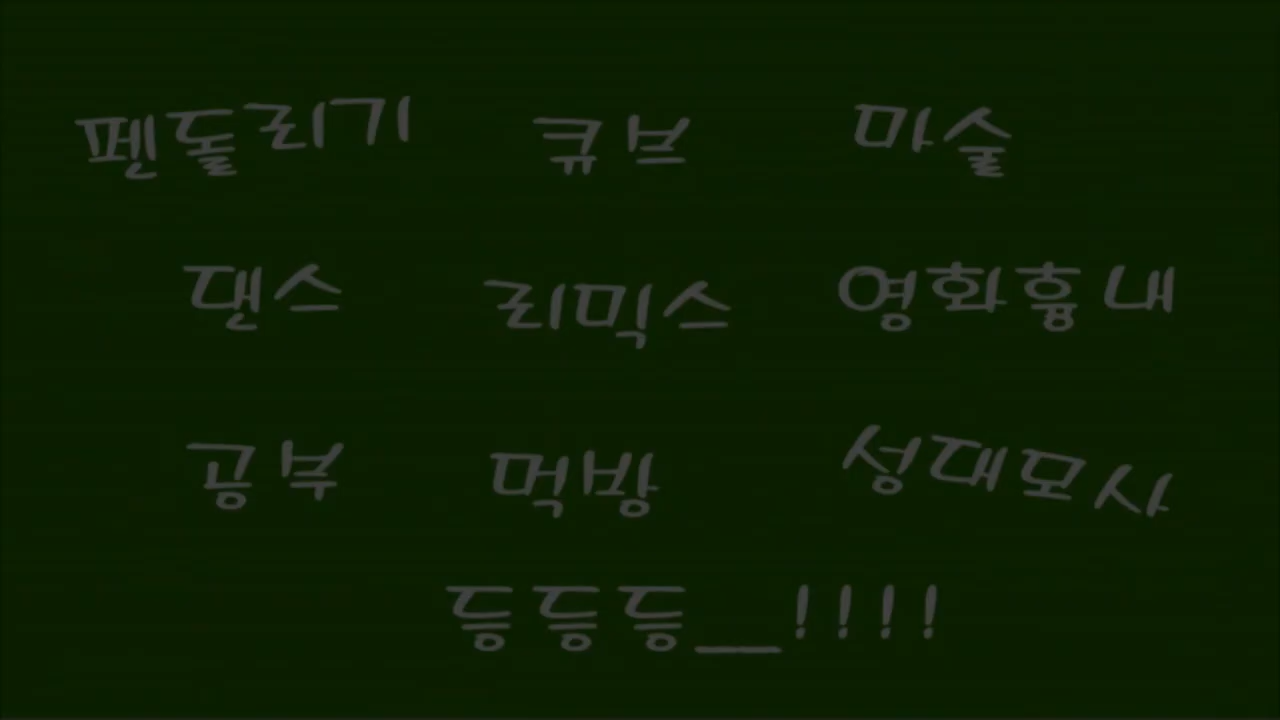 펜돌리기 큐브 마술
댄스 리믹스 영화흉내
공부 먹방 성대모사
등등등__!!!!